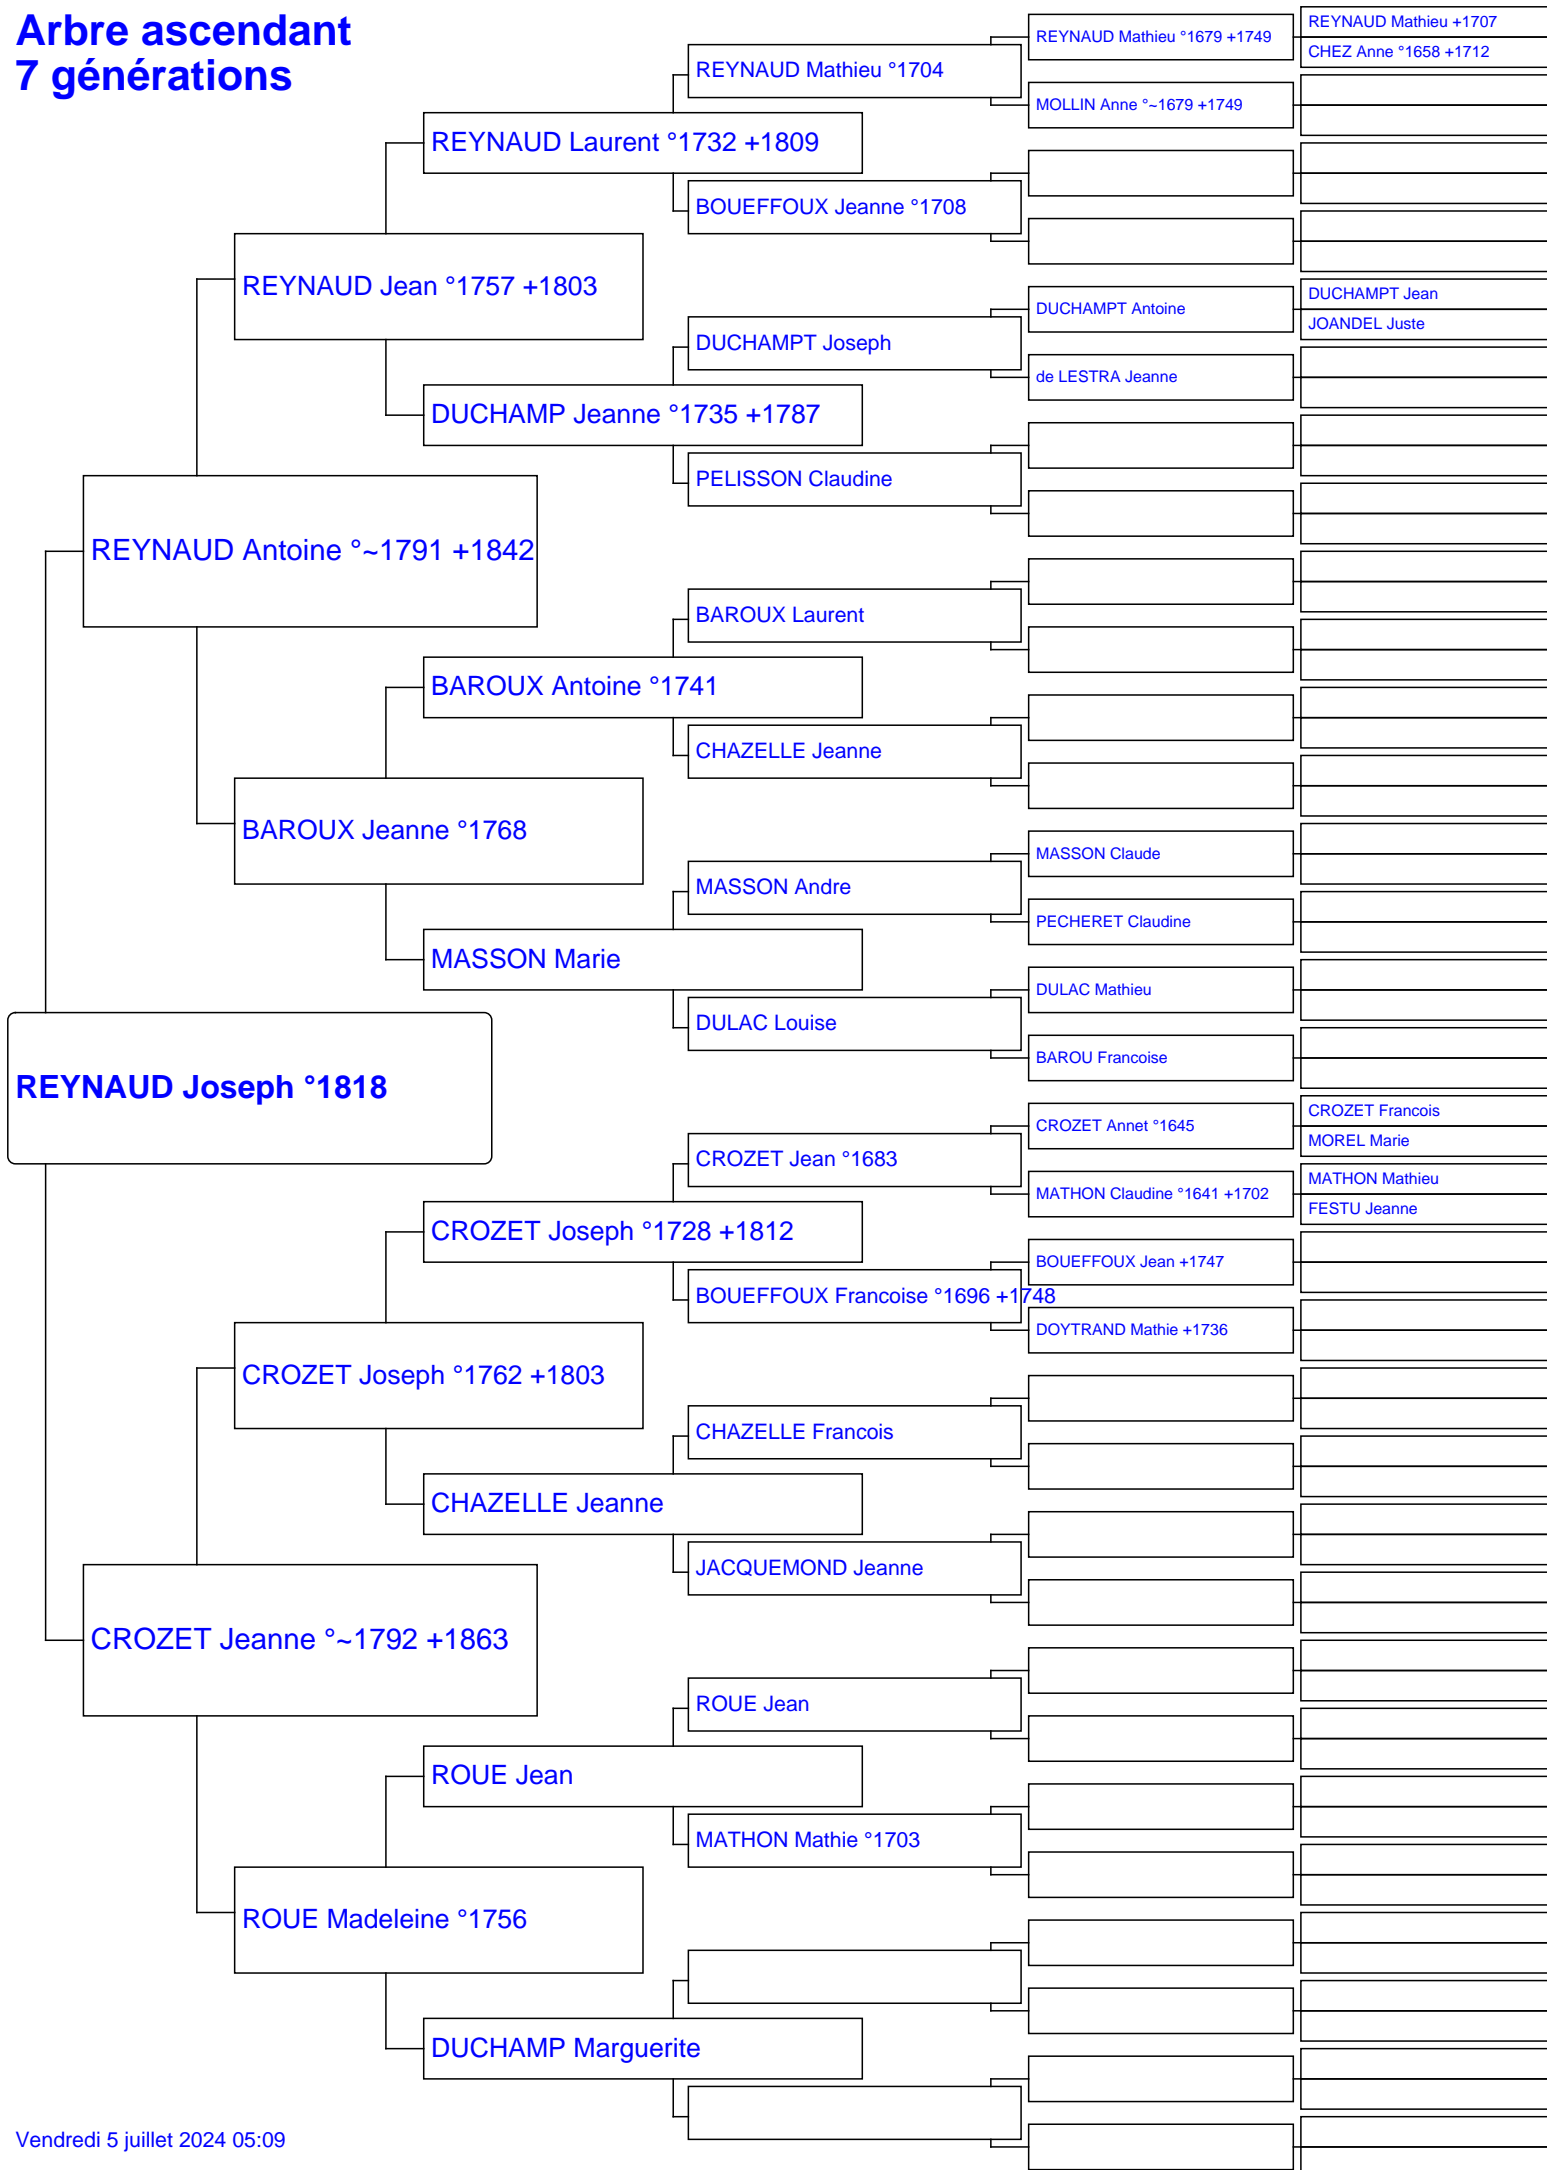 Arbre ascendant
7 générations
REYNAUD Joseph °1818
REYNAUD Antoine °~1791 +1842
CROZET Jeanne °~1792 +1863
REYNAUD Jean °1757 +1803
BAROUX Jeanne °1768
CROZET Joseph °1762 +1803
ROUE Madeleine °1756
REYNAUD Laurent °1732 +1809
DUCHAMP Jeanne °1735 +1787
BAROUX Antoine °1741
MASSON Marie
CROZET Joseph °1728 +1812
CHAZELLE Jeanne
ROUE Jean
DUCHAMP Marguerite
REYNAUD Mathieu °1704
BOUEFFOUX Jeanne °1708
DUCHAMPT Joseph
PELISSON Claudine
BAROUX Laurent
CHAZELLE Jeanne
MASSON Andre
DULAC Louise
CROZET Jean °1683
BOUEFFOUX Francoise °1696 +1748
CHAZELLE Francois
JACQUEMOND Jeanne
ROUE Jean
MATHON Mathie °1703
REYNAUD Mathieu °1679 +1749
MOLLIN Anne °~1679 +1749
DUCHAMPT Antoine
de LESTRA Jeanne
MASSON Claude
PECHERET Claudine
DULAC Mathieu
BAROU Francoise
CROZET Annet °1645
MATHON Claudine °1641 +1702
BOUEFFOUX Jean +1747
DOYTRAND Mathie +1736
REYNAUD Mathieu +1707
CHEZ Anne °1658 +1712
DUCHAMPT Jean
JOANDEL Juste
CROZET Francois
MOREL Marie
MATHON Mathieu
FESTU Jeanne
Vendredi 5 juillet 2024 05:09